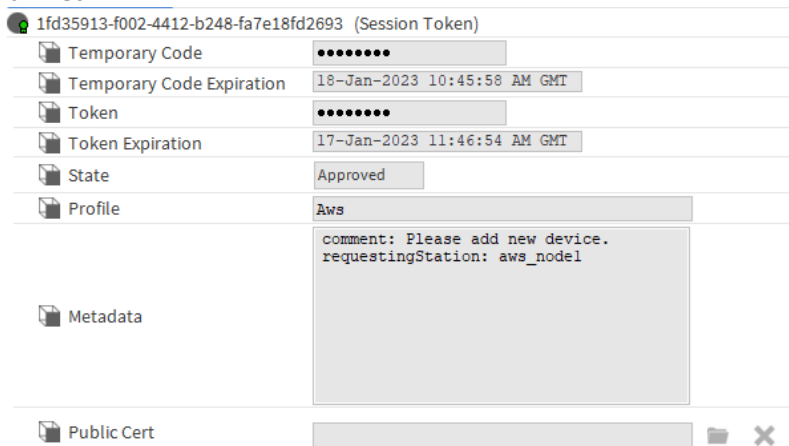 1fd35913-f002-4412-b248-fa7e18fd2693 (Session Token)
Temporary Code ●●●●●●●●
Temporary Code Expiration 18-Jan-2023 10:45:58 AM GMT
Token ●●●●●●●●
Token Expiration 17-Jan-2023 11:46:54 AM GMT
State Approved
Profile Aws
Metadata comment: Please add new device.
requestingStation: aws_node1
Public Cert